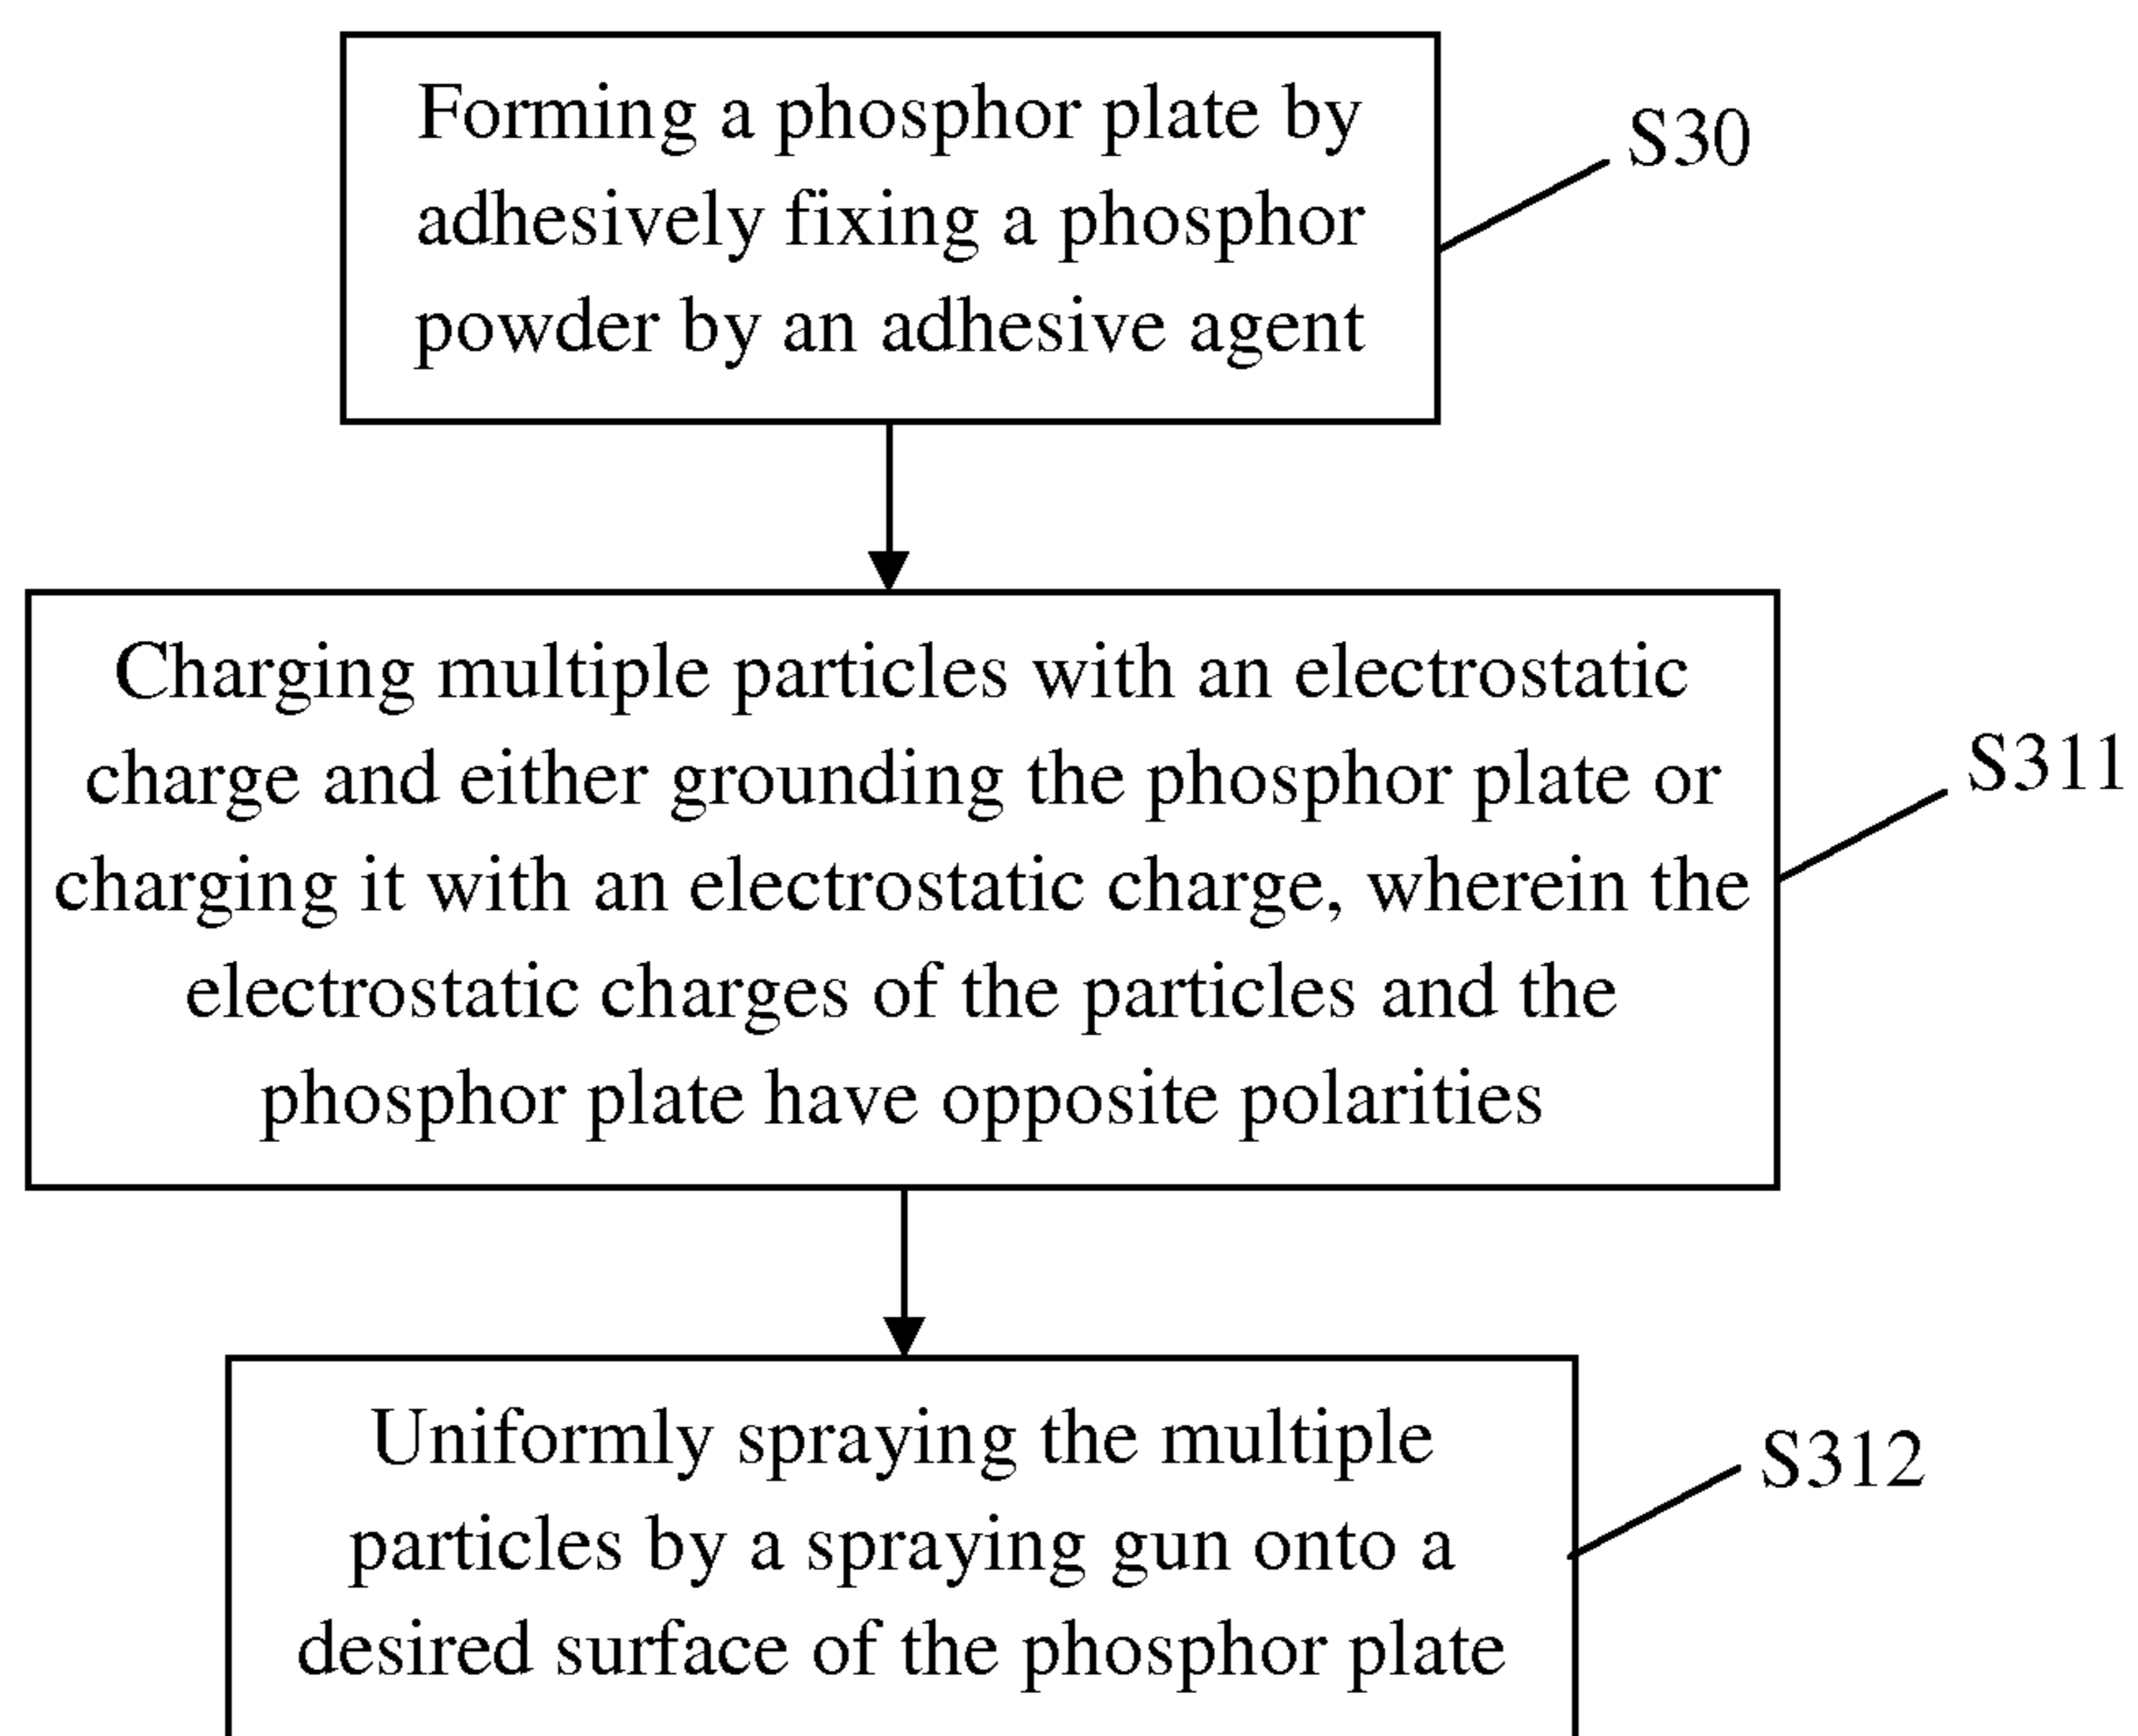 Forming a phosphor plate by
adhesively fixing a phosphor
powder by an adhesive agent
S30
Charging multiple particles with an electrostatic
charge and either grounding the phosphor plate or
charging it with an electrostatic charge, wherein the
electrostatic charges of the particles and the
phosphor plate have opposite polarities
S311
Uniformly spraying the multiple
particles by a spraying gun onto a
desired surface of the phosphor plate
S312